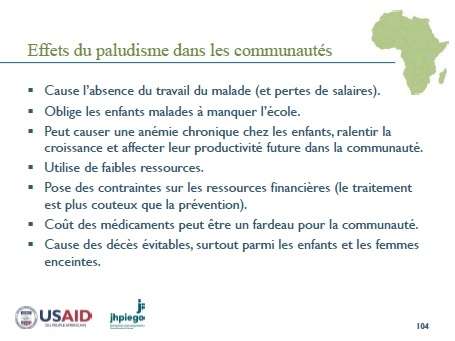 Effets du paludisme dans les communautés
▪ Cause l'absence du travail du malade (et pertes de salaires).
▪ Oblige les enfants malades à manquer l'école.
▪ Peut causer une anémie chronique chez les enfants, ralentir la
croissance et affecter leur productivité future dans la communauté.
▪ Utilise de faibles ressources.
▪ Pose des contraintes sur les ressources financières (le traitement
est plus couteux que la prévention).
▪ Coût des médicaments peut être un fardeau pour la communauté.
▪ Cause des décès évitables, surtout parmi les enfants et les femmes
enceintes.
USAID
jhpiego
104